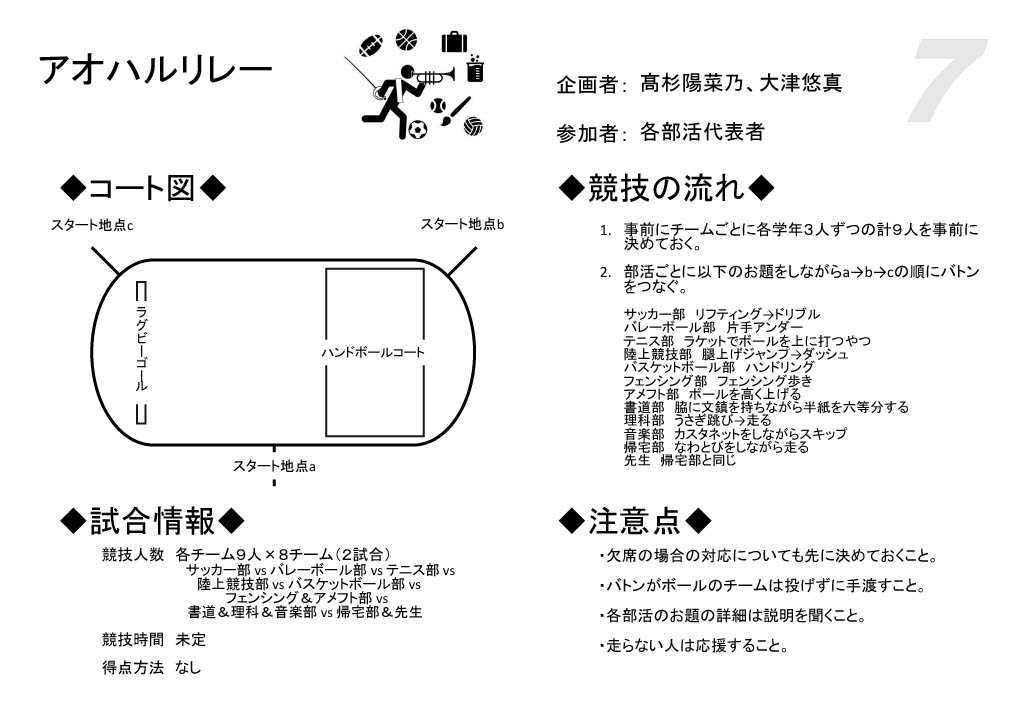 アオハルリレー
企画者： 髙杉陽菜乃、大津悠真
参加者： 各部活代表者
7
◆コート図◆
スタート地点c
スタート地点b
ラグビーゴール
ハンドボールコート
スタート地点a
◆競技の流れ◆
1. 事前にチームごとに各学年３人ずつの計９人を事前に
決めておく。
2. 部活ごとに以下のお題をしながらa→b→cの順にバトン
をつなぐ。
サッカー部 リフティング→ドリブル
バレーボール部 片手アンダー
テニス部 ラケットでボールを上に打つやつ
陸上競技部 腿上げジャンプ→ダッシュ
バスケットボール部 ハンドリング
フェンシング部 フェンシング歩き
アメフト部 ボールを高く上げる
書道部 脇に文鎮を持ちながら半紙を六等分する
理科部 うさぎ跳び→走る
音楽部 カスタネットをしながらスキップ
帰宅部 なわとびをしながら走る
先生 帰宅部と同じ
◆試合情報◆
競技人数 各チーム９人×８チーム（２試合）
サッカー部 vs バレーボール部 vs テニス部 vs
陸上競技部 vs バスケットボール部 vs
フェンシング＆アメフト部 vs
書道＆理科＆音楽部 vs 帰宅部＆先生
競技時間 未定
得点方法 なし
◆注意点◆
・欠席の場合の対応についても先に決めておくこと。
・バトンがボールのチームは投げずに手渡すこと。
・各部活のお題の詳細は説明を聞くこと。
・走らない人は応援すること。